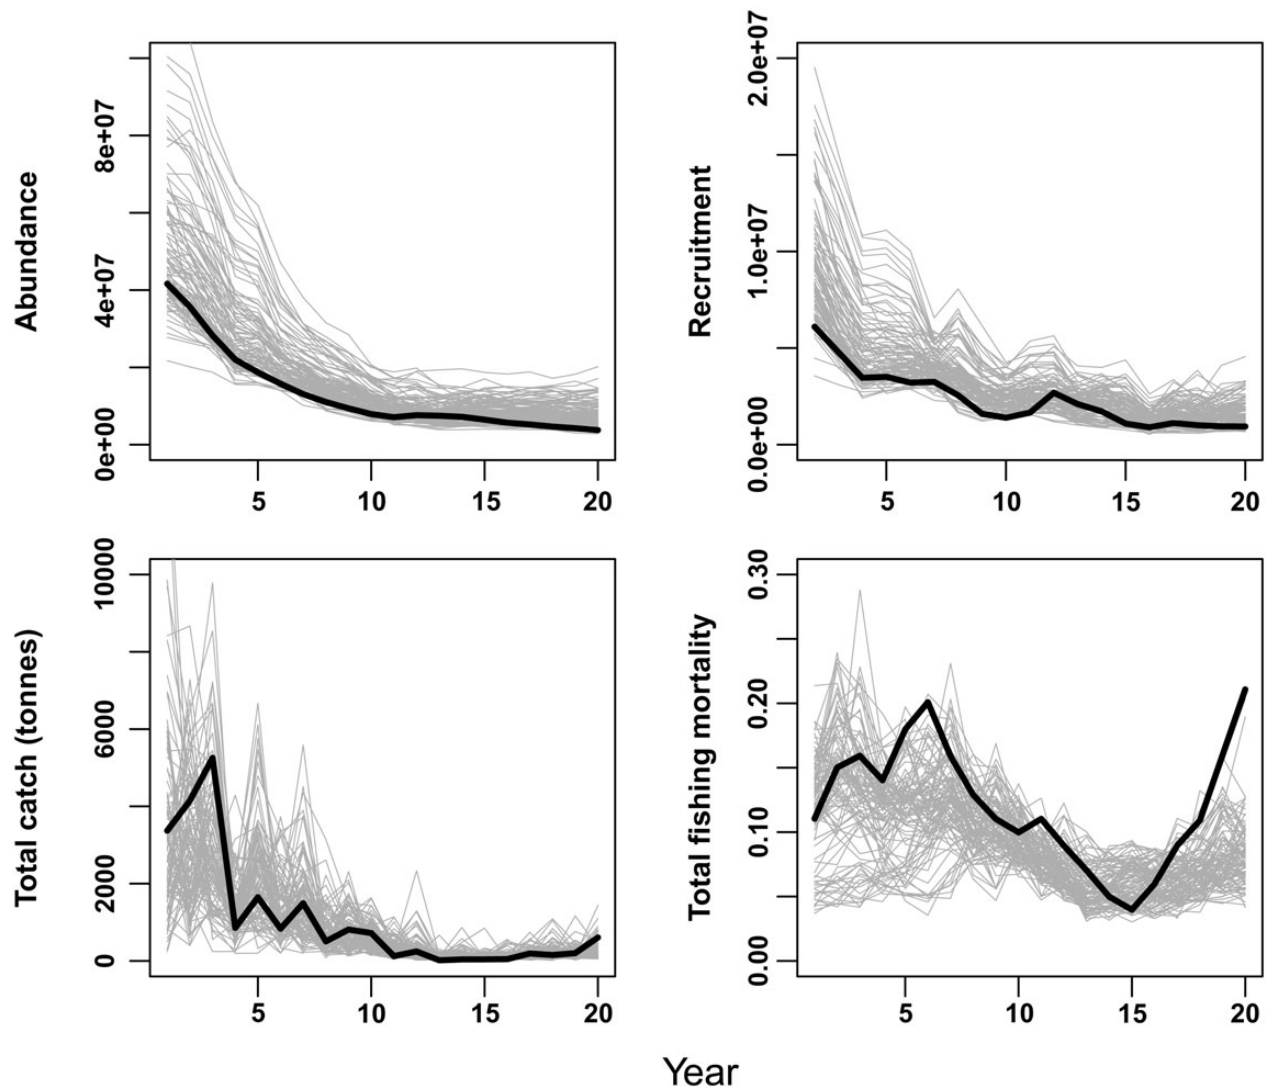 Abundance
0e+00 4e+07 8e+07
5 10 15 20
Recruitment
0.0e+00 1.0e+07 2.0e+07
5 10 15 20
Total catch (tonnes)
0 2000 6000 10000
5 10 15 20
Total fishing mortality
0.00 0.10 0.20 0.30
5 10 15 20
Year